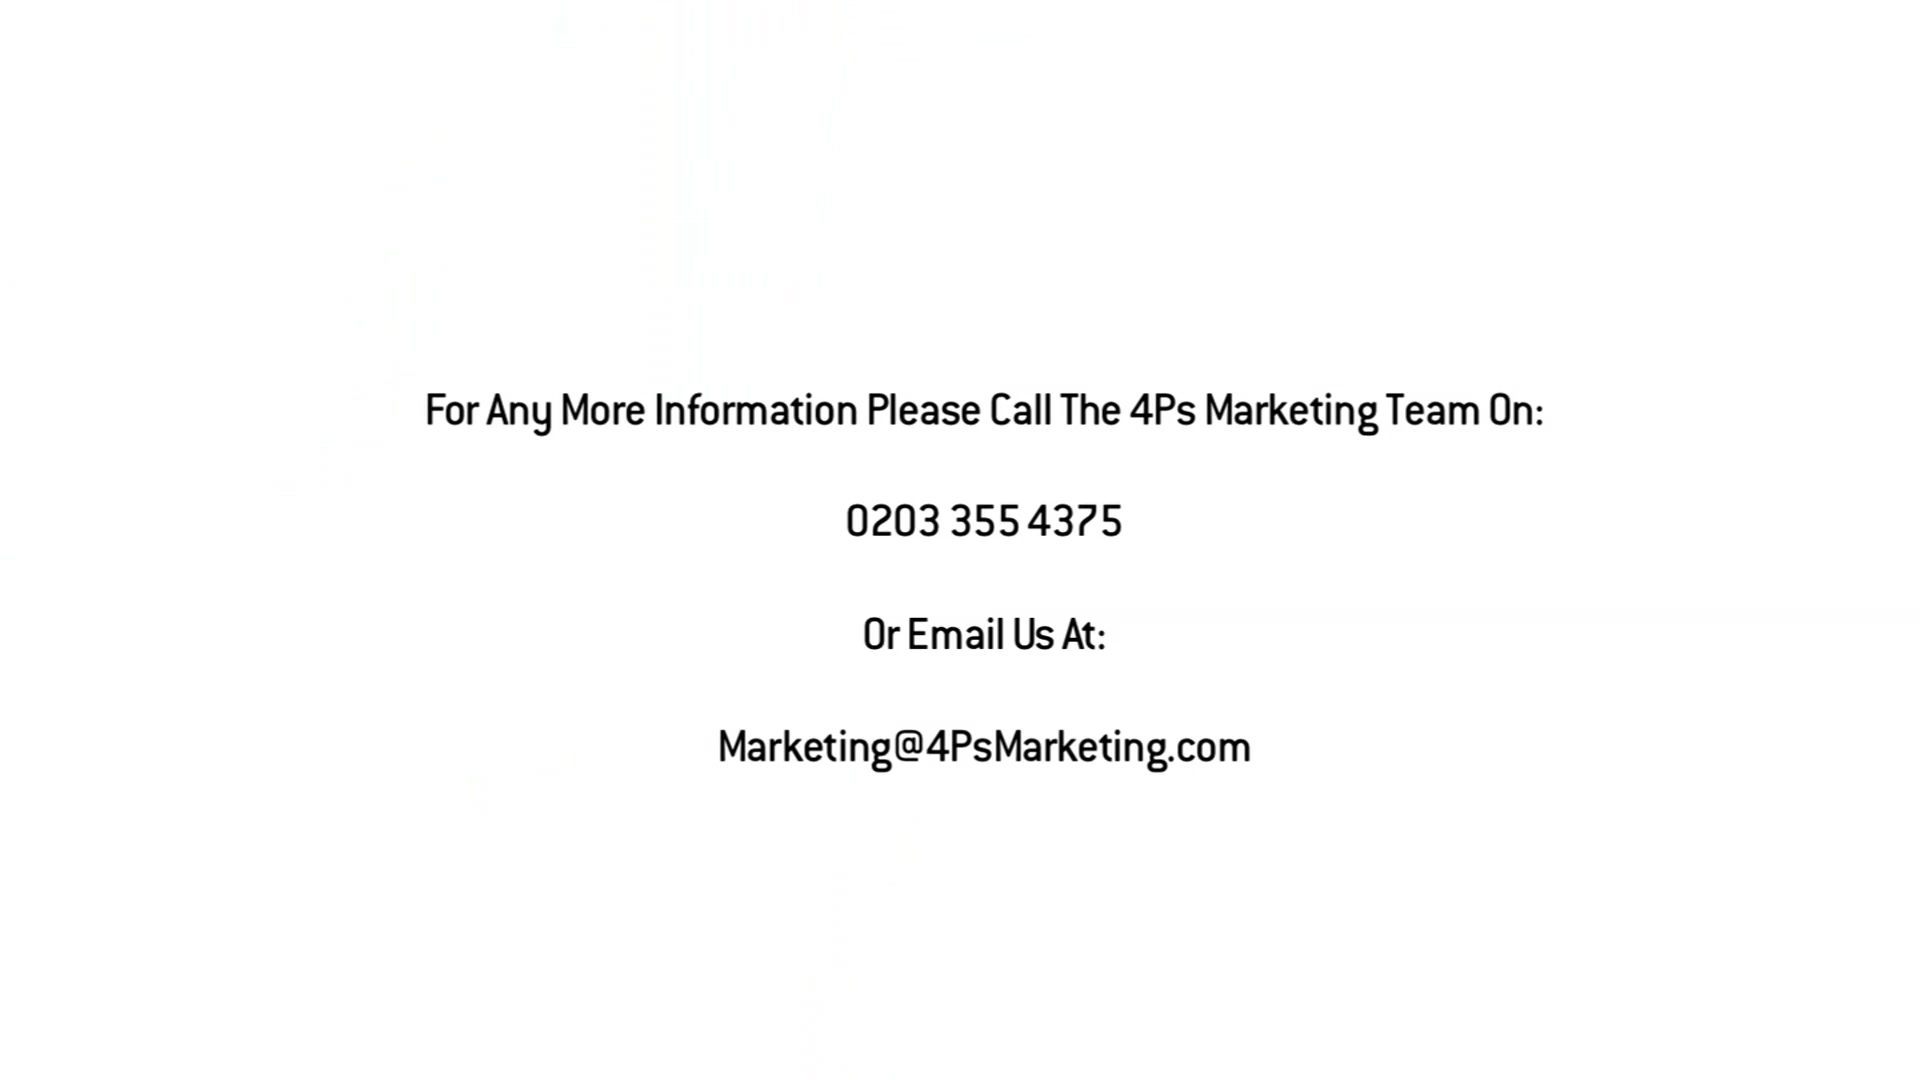 For Any More Information Please Call The 4Ps Marketing Team On:
0203 355 4375
Or Email Us At:
Marketing@4PsMarketing.com